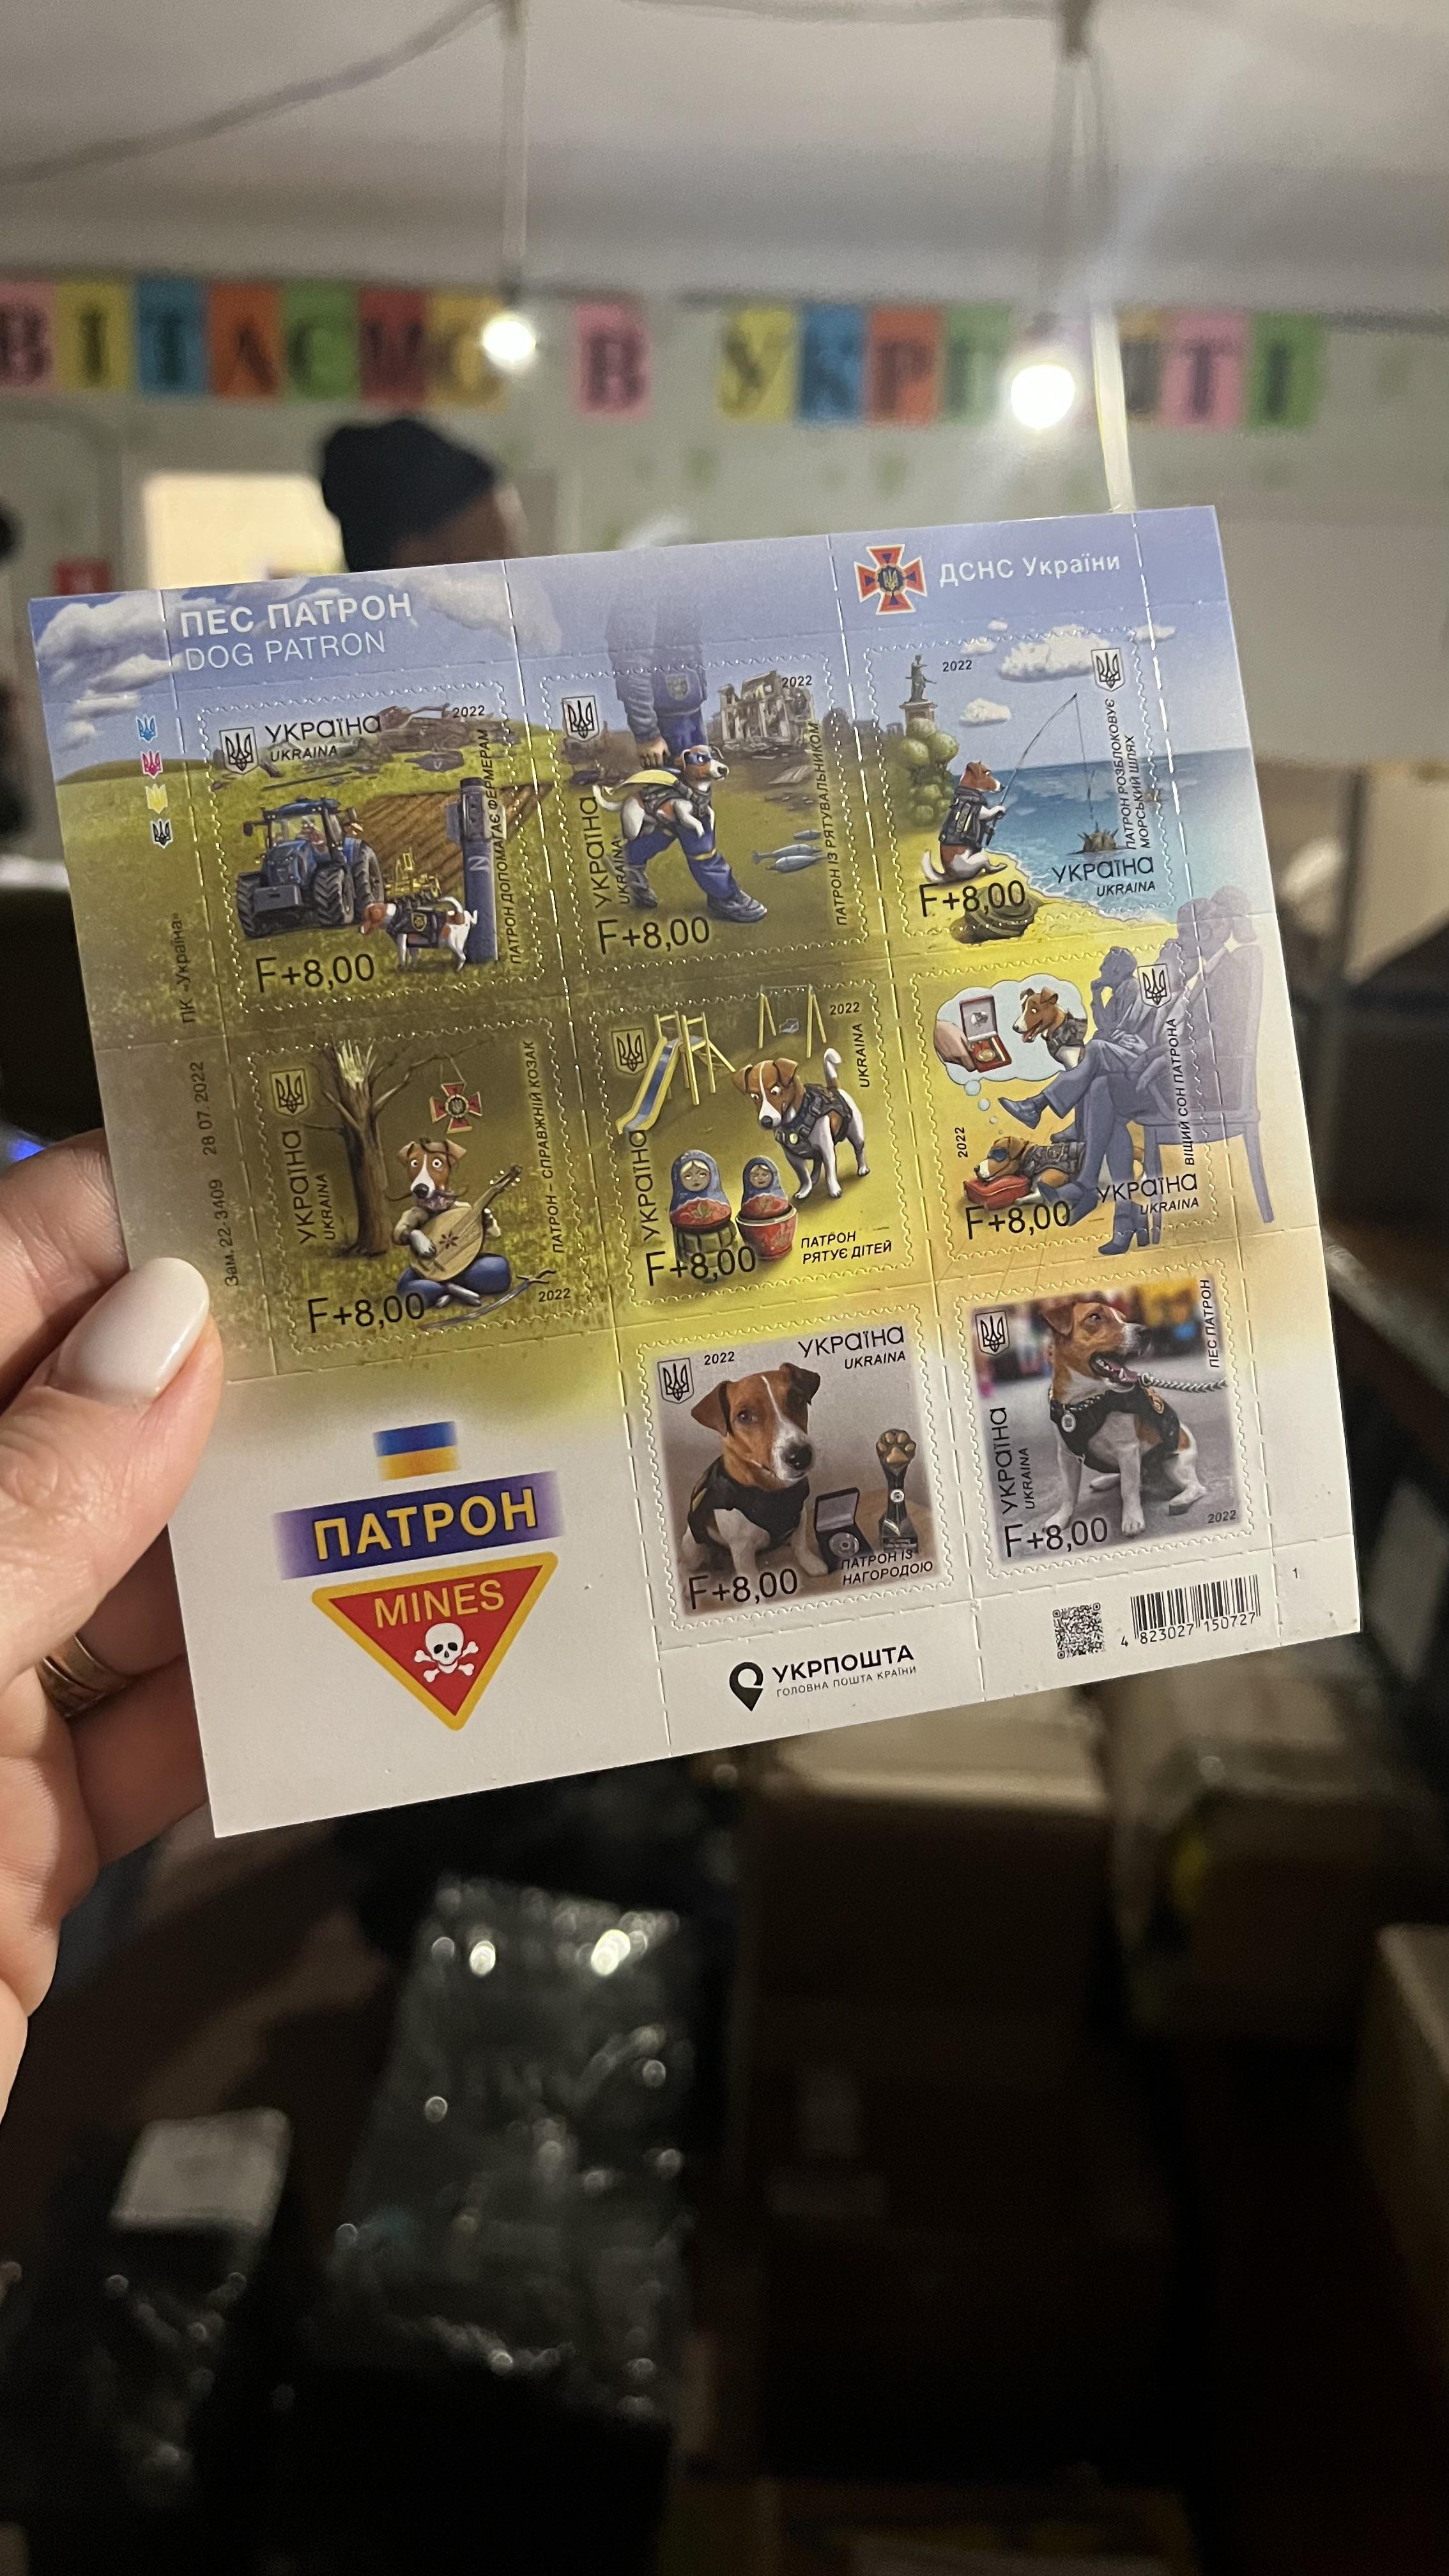 ВІТАЄМО В УКРПОШТІ
ПЕС ПАТРОН
DOG PATRON
ДСНС України
УКРАЇНА
UKRAINA
2022
ПАТРОН ДОПОМАГАЄ ФЕРМЕРАМ
F+8,00
2022
УКРАЇНА
UKRAINA
ПАТРОН ІЗ РЯТУВАЛЬНИКОМ
F+8,00
2022
ПАТРОН РОЗБЛОКОВУЄ
МОРСЬКИЙ ШЛЯХ
УКРАЇНА
UKRAINA
F+8,00
ПК «Україна»
Зам.22-3409 28 07 2022
УКРАЇНА
UKRAINA
ПАТРОН – СПРАВЖНІЙ КОЗАК
F+8,00
2022
2022
УКРАЇНА
UKRAINA
ПАТРОН
РЯТУЄ ДІТЕЙ
F+8,00
2022
ВІЩИЙ СОН ПАТРОНА
УКРАЇНА
UKRAINA
F+8,00
2022
УКРАЇНА
UKRAINA
ПАТРОН ІЗ
НАГОРОДОЮ
F+8,00
ПЕС ПАТРОН
УКРАЇНА
UKRAINA
F+8,00
2022
ПАТРОН
MINES
УКРПОШТА
ГОЛОВНА ПОШТА КРАЇНИ
4 823027 150727
1